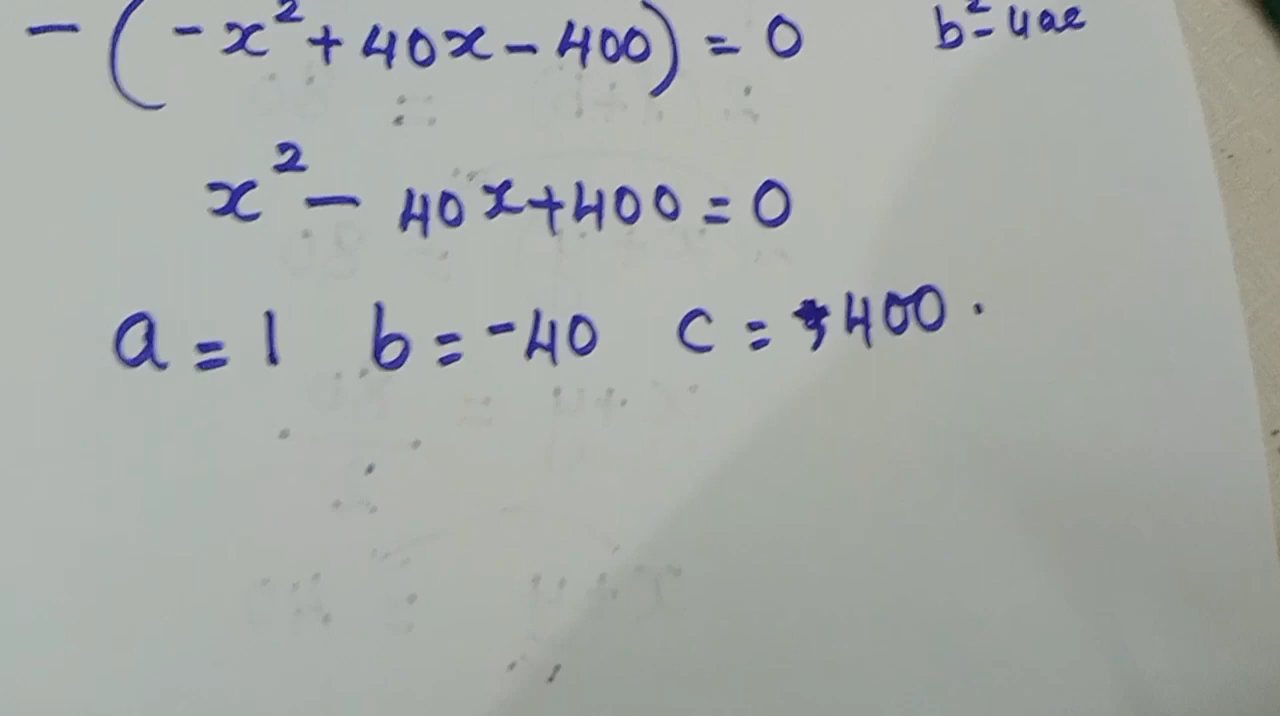 -(-x²+40x-400)=0
b²-4ac
x²-40x+400=0
a=1 b=-40 c=400.